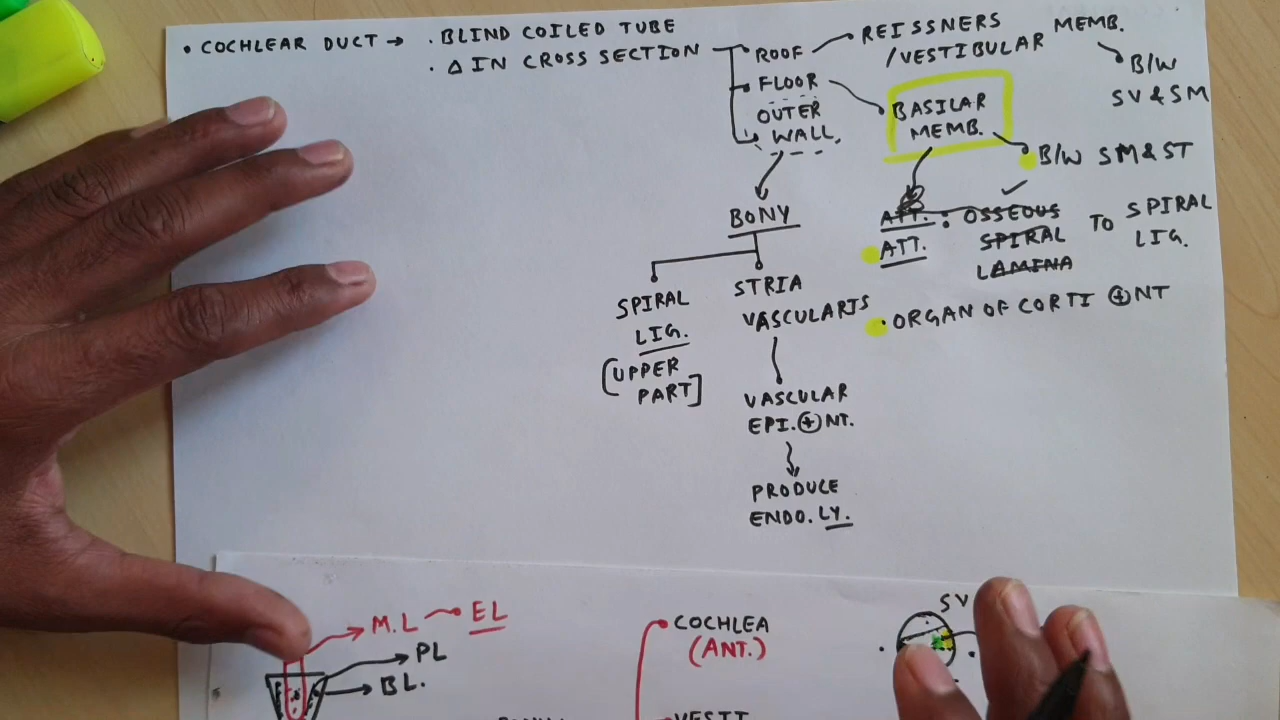 • COCHLEAR DUCT → . BLIND COILED TUBE
. △ IN CROSS SECTION
ROOF
REISSNERS
/VESTIBULAR MEMB.
B/W
SV & SM
FLOOR
BASILAR
MEMB.
B/W SM & ST
OUTER
WALL.
ATT. : OSSEOUS
SPIRAL
LAMINA
TO SPIRAL
LIG.
ATT.
• ORGAN OF CORTI ⊕NT
BONY
SPIRAL
LIG.
[UPPER
PART]
STRIA
VASCULARIS
VASCULAR
EPI. ⊕NT.
PRODUCE
ENDO. LY.
M.L → EL
PL
BL.
COCHLEA
(ANT.)
SV